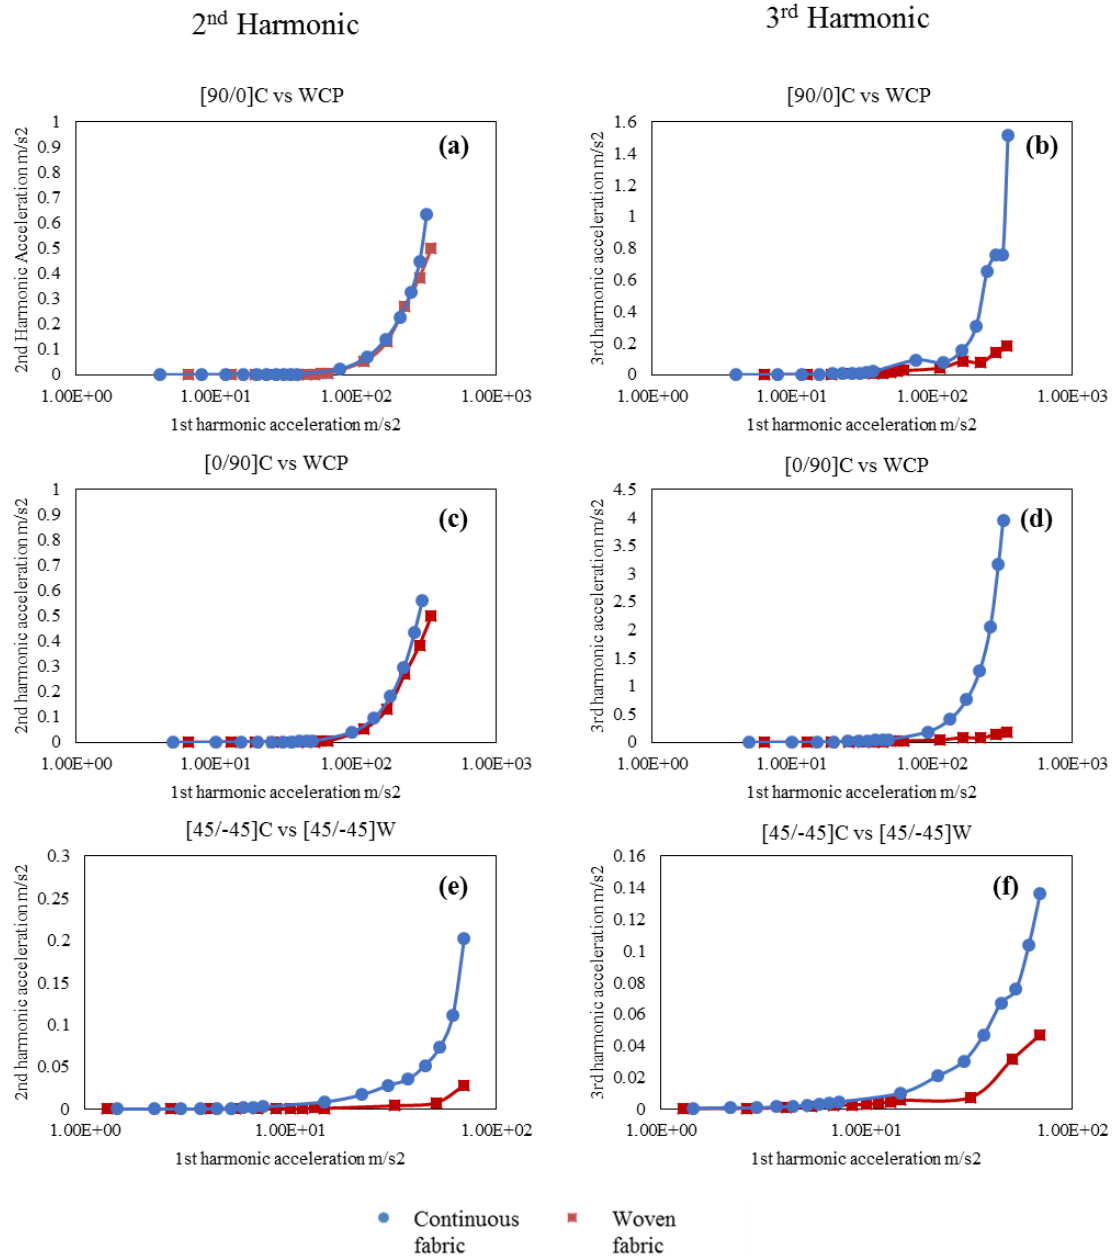 2nd Harmonic
3rd Harmonic
[90/0]C vs WCP
2nd Harmonic Acceleration m/s2
1
0.9
0.8
0.7
0.6
0.5
0.4
0.3
0.2
0.1
0
(a)
1.00E+00
1.00E+01
1.00E+02
1.00E+03
1st harmonic acceleration m/s2
[90/0]C vs WCP
3rd harmonic acceleration m/s2
1.6
1.4
1.2
1
0.8
0.6
0.4
0.2
0
(b)
1.00E+00
1.00E+01
1.00E+02
1.00E+03
1st harmonic acceleration m/s2
[0/90]C vs WCP
2nd harmonic acceleration m/s2
1
0.9
0.8
0.7
0.6
0.5
0.4
0.3
0.2
0.1
0
(c)
1.00E+00
1.00E+01
1.00E+02
1.00E+03
1st harmonic acceleration m/s2
[0/90]C vs WCP
3rd harmonic acceleration m/s2
4.5
4
3.5
3
2.5
2
1.5
1
0.5
0
(d)
1.00E+00
1.00E+01
1.00E+02
1.00E+03
1st harmonic acceleration m/s2
[45/-45]C vs [45/-45]W
2nd harmonic acceleration m/s2
0.3
0.25
0.2
0.15
0.1
0.05
0
(e)
1.00E+00
1.00E+01
1.00E+02
1st harmonic acceleration m/s2
[45/-45]C vs [45/-45]W
3rd harmonic acceleration m/s2
0.16
0.14
0.12
0.1
0.08
0.06
0.04
0.02
0
(f)
1.00E+00
1.00E+01
1.00E+02
1st harmonic acceleration m/s2
Continuous
fabric
Woven
fabric